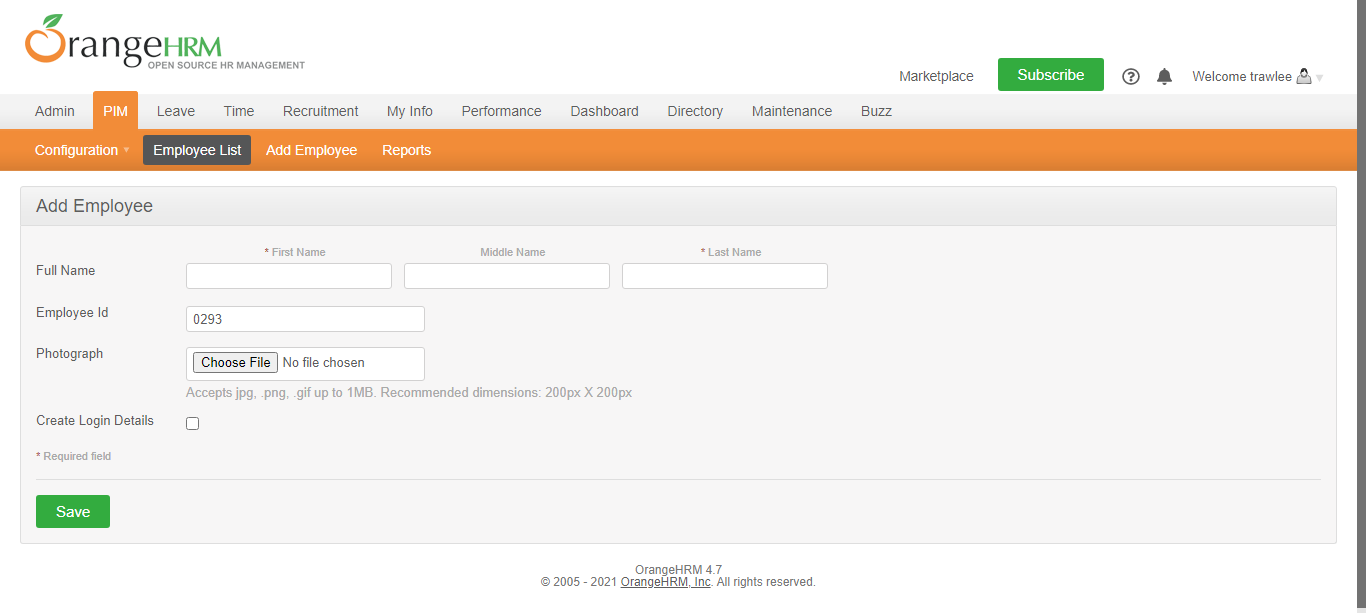 OrangeHRM
OPEN SOURCE HR MANAGEMENT
Marketplace Subscribe Welcome trawlee
Admin PIM Leave Time Recruitment My Info Performance Dashboard Directory Maintenance Buzz
Configuration Employee List Add Employee Reports
Add Employee
* First Name Middle Name * Last Name
Full Name
Employee Id 0293
Photograph Choose File No file chosen
Accepts jpg, .png, .gif up to 1MB. Recommended dimensions: 200px X 200px
Create Login Details
* Required field
Save
OrangeHRM 4.7
© 2005 - 2021 OrangeHRM, Inc. All rights reserved.